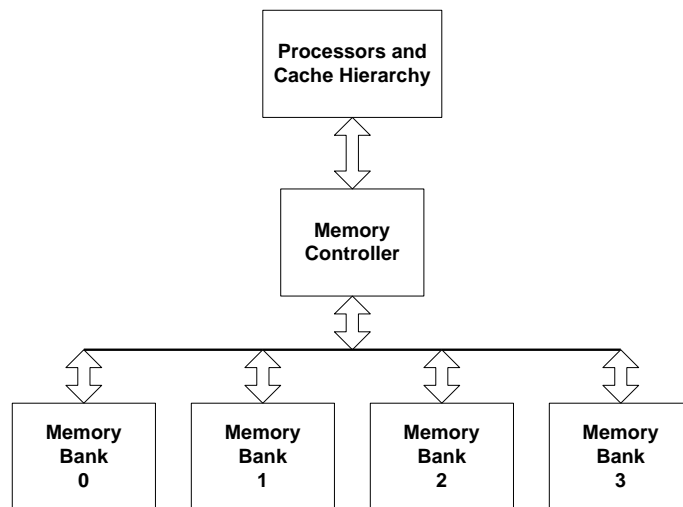 Processors and
Cache Hierarchy
Memory
Controller
Memory
Bank
0
Memory
Bank
1
Memory
Bank
2
Memory
Bank
3